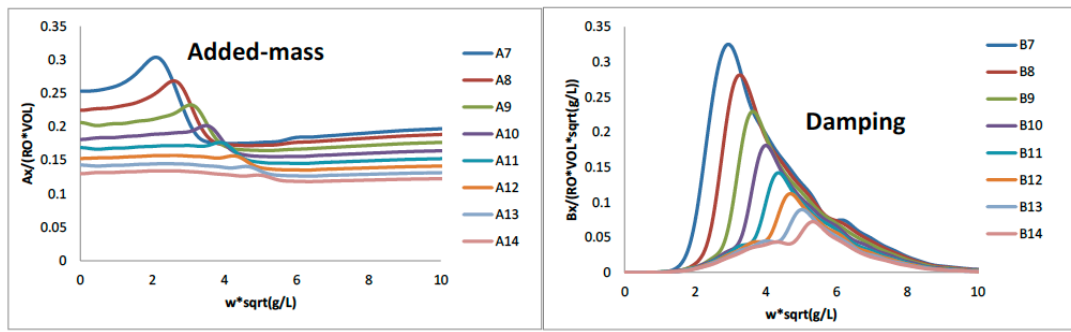 Added-mass
Ax/(RO*VOL)
0.35
0.3
0.25
0.2
0.15
0.1
0.05
0
0 2 4 6 8 10
w*sqrt(g/L)
A7
A8
A9
A10
A11
A12
A13
A14
Damping
Bx/(RO*VOL*sqrt(g/L))
0.35
0.3
0.25
0.2
0.15
0.1
0.05
0
0 2 4 6 8 10
w*sqrt(g/L)
B7
B8
B9
B10
B11
B12
B13
B14